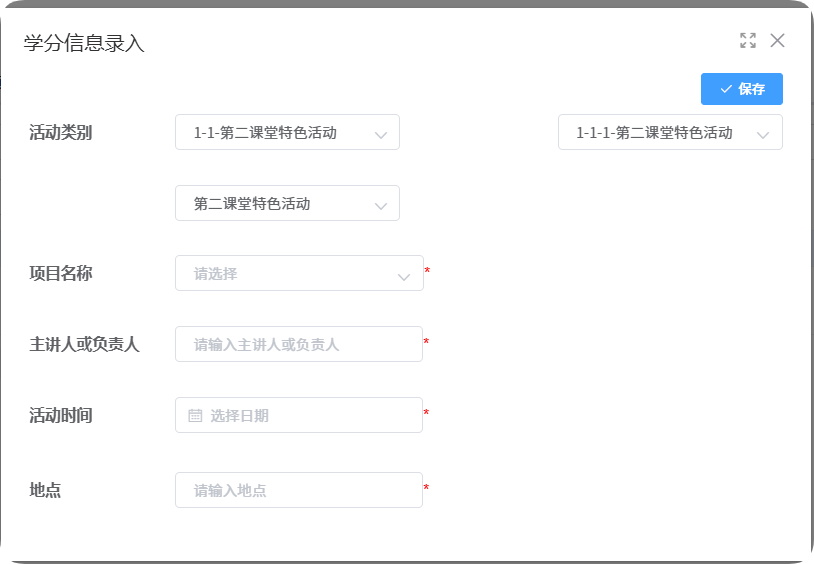 学分信息录入
保存
活动类别 1-1-第二课堂特色活动 1-1-1-第二课堂特色活动
第二课堂特色活动
项目名称 请选择 *
主讲人或负责人 请输入主讲人或负责人 *
活动时间 选择日期 *
地点 请输入地点 *